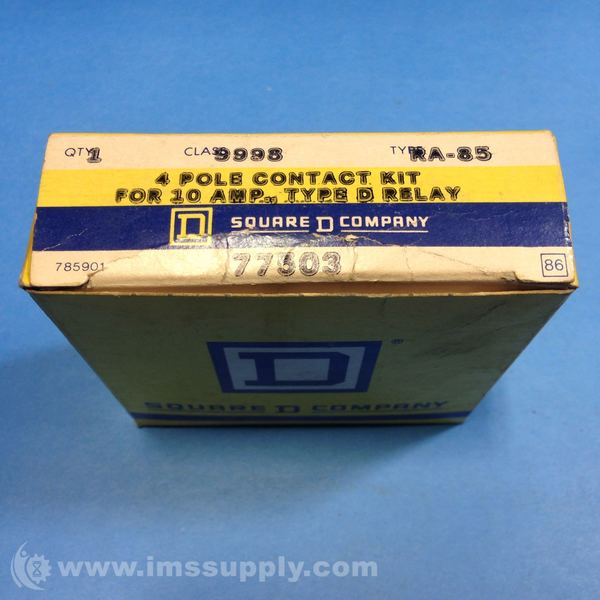 QTY 1 CLASS 9998 TYPE RA-85
4 POLE CONTACT KIT
FOR 10 AMP., TYPE D RELAY
D SQUARE D COMPANY
785901 77303 86
D ®
SQUARE D COMPANY
www.imssupply.com